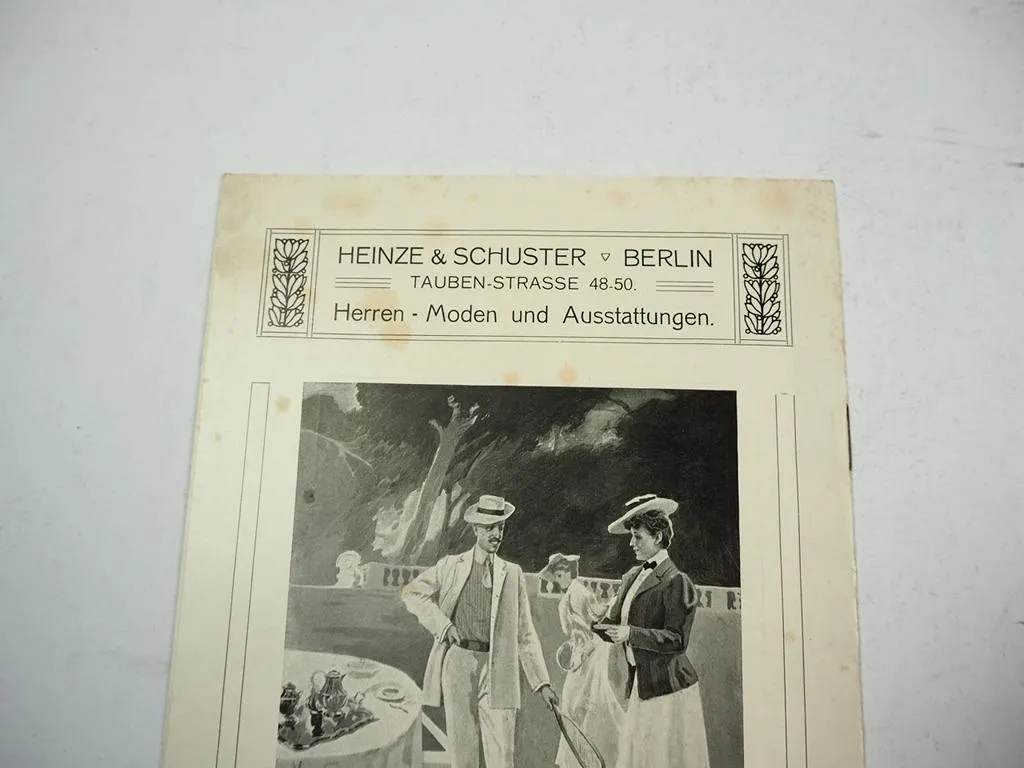 HEINZE & SCHUSTER ▿ BERLIN
TAUBEN-STRASSE 48-50.
Herren - Moden und Ausstattungen.